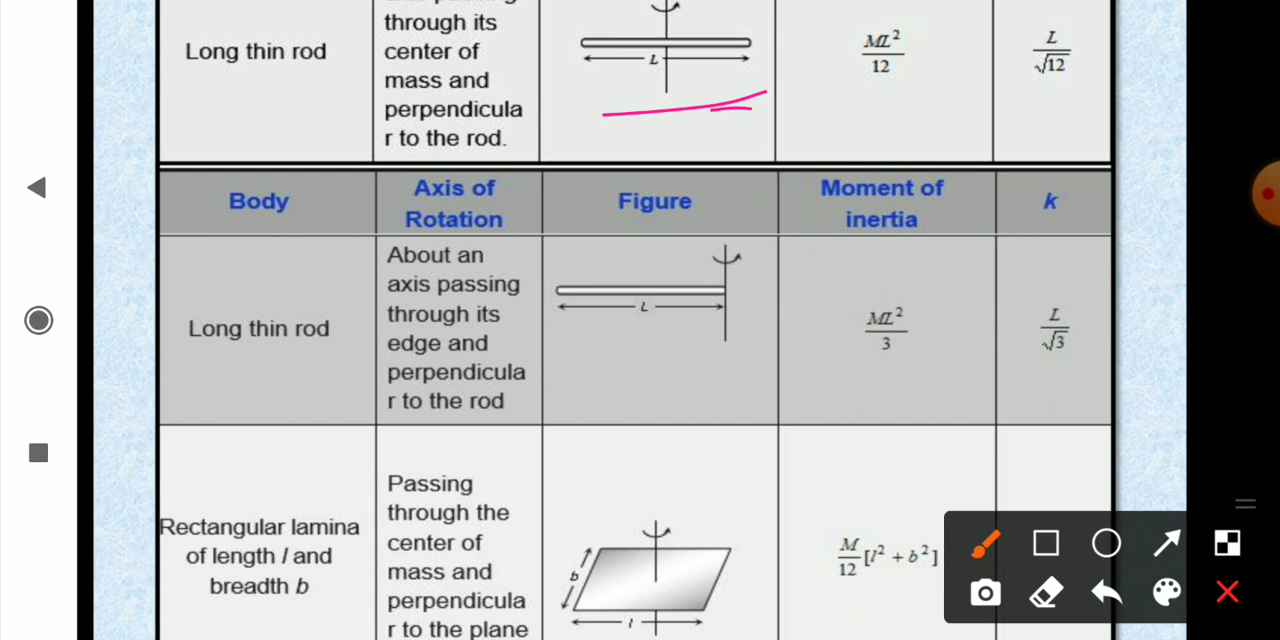 through its
center of
mass and
perpendicula
r to the rod.
Long thin rod
L
ML²
12
L
√12
Body
Axis of
Rotation
Figure
Moment of
inertia
k
Long thin rod
About an
axis passing
through its
edge and
perpendicula
r to the rod
L
ML²
3
L
√3
Rectangular lamina
of length l and
breadth b
Passing
through the
center of
mass and
perpendicula
r to the plane
b
l
M
12
[l² + b²]